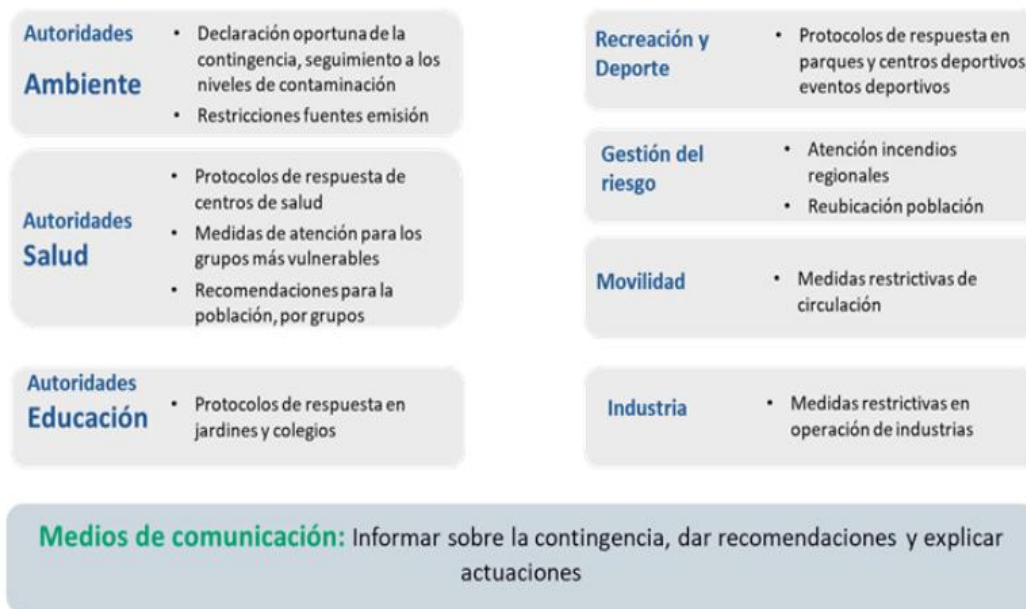 Autoridades
Ambiente
• Declaración oportuna de la
contingencia, seguimiento a los
niveles de contaminación
• Restricciones fuentes emisión
Autoridades
Salud
• Protocolos de respuesta de
centros de salud
• Medidas de atención para los
grupos más vulnerables
• Recomendaciones para la
población, por grupos
Autoridades
Educación
• Protocolos de respuesta en
jardines y colegios
Recreación y
Deporte
• Protocolos de respuesta en
parques y centros deportivos
eventos deportivos
Gestión del
riesgo
• Atención incendios
regionales
• Reubicación población
Movilidad
• Medidas restrictivas de
circulación
Industria
• Medidas restrictivas en
operación de industrias
Medios de comunicación: Informar sobre la contingencia, dar recomendaciones y explicar
actuaciones